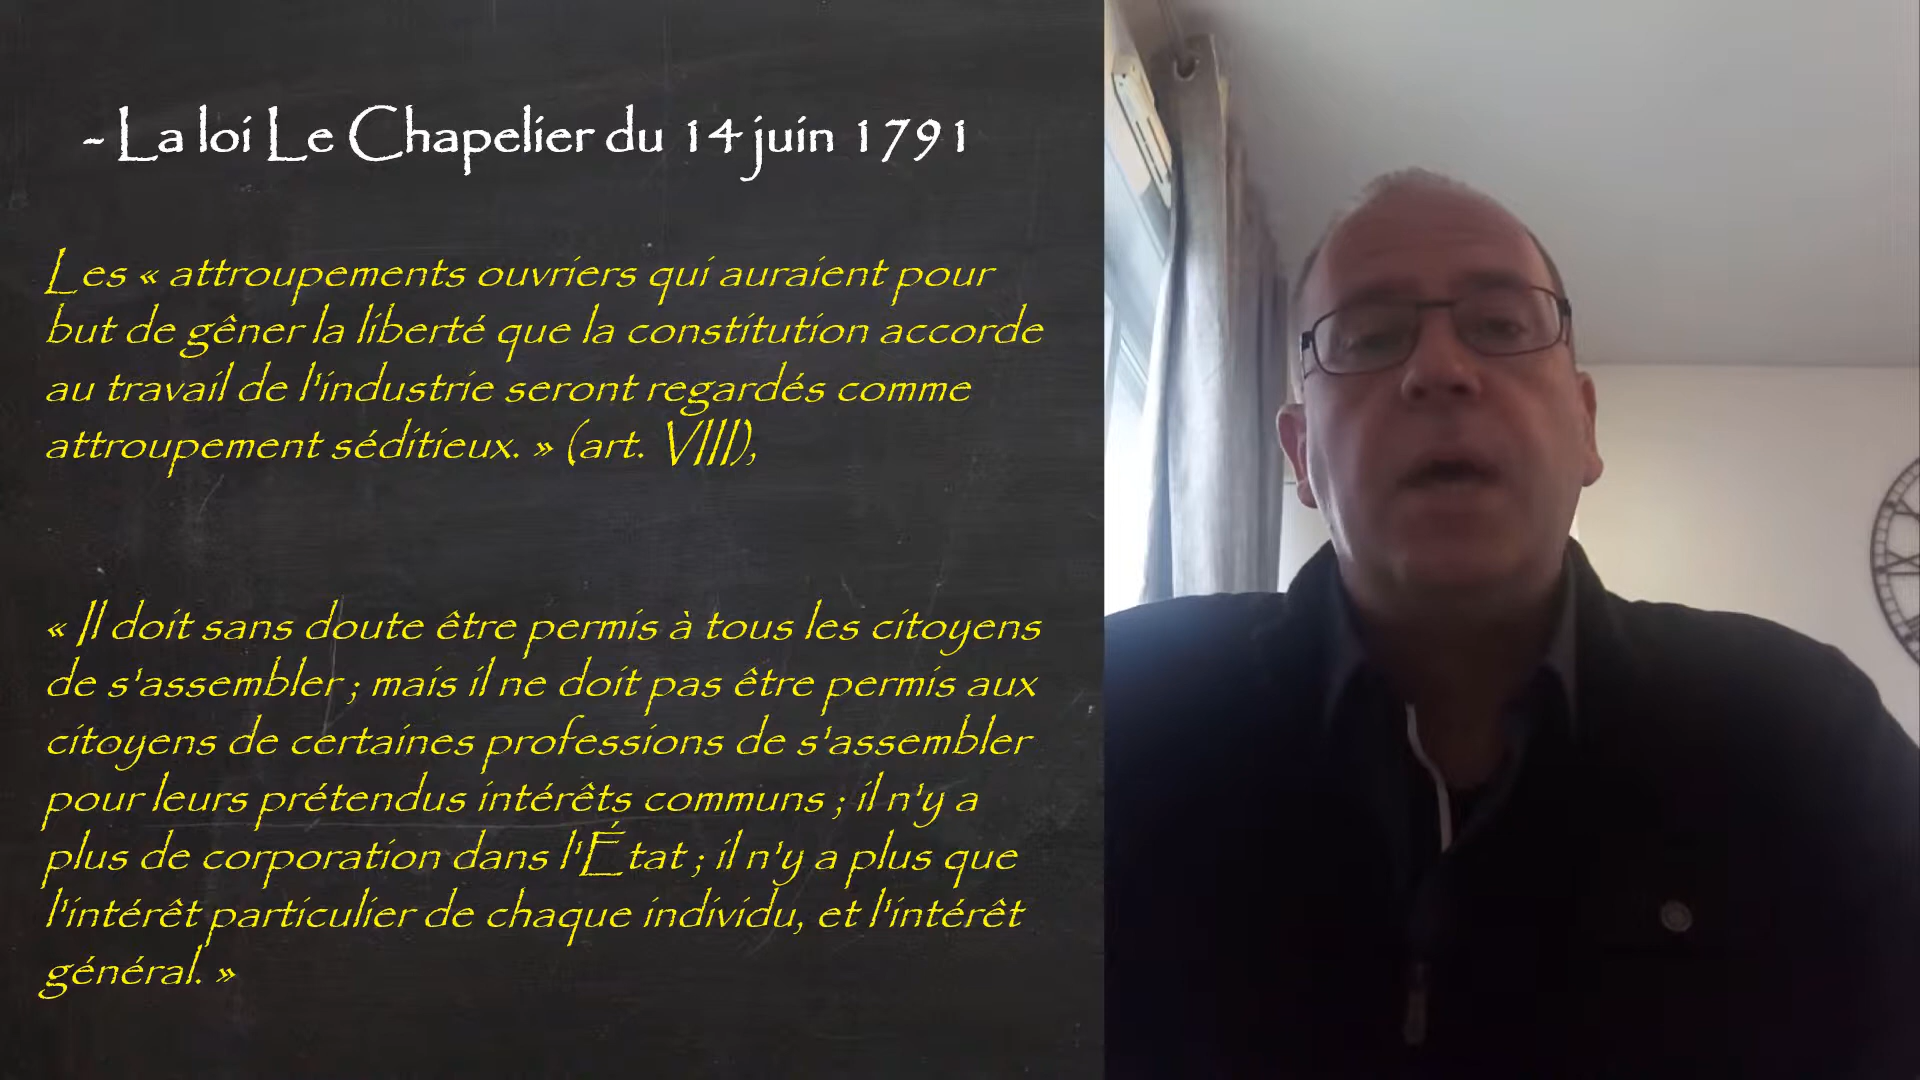 - La loi Le Chapelier du 14 juin 1791
Les « attroupements ouvriers qui auraient pour
but de gêner la liberté que la constitution accorde
au travail de l'industrie seront regardés comme
attroupement séditieux. » (art. VIII),
« Il doit sans doute être permis à tous les citoyens
de s'assembler ; mais il ne doit pas être permis aux
citoyens de certaines professions de s'assembler
pour leurs prétendus intérêts communs ; il n'y a
plus de corporation dans l'État ; il n'y a plus que
l'intérêt particulier de chaque individu, et l'intérêt
général. »